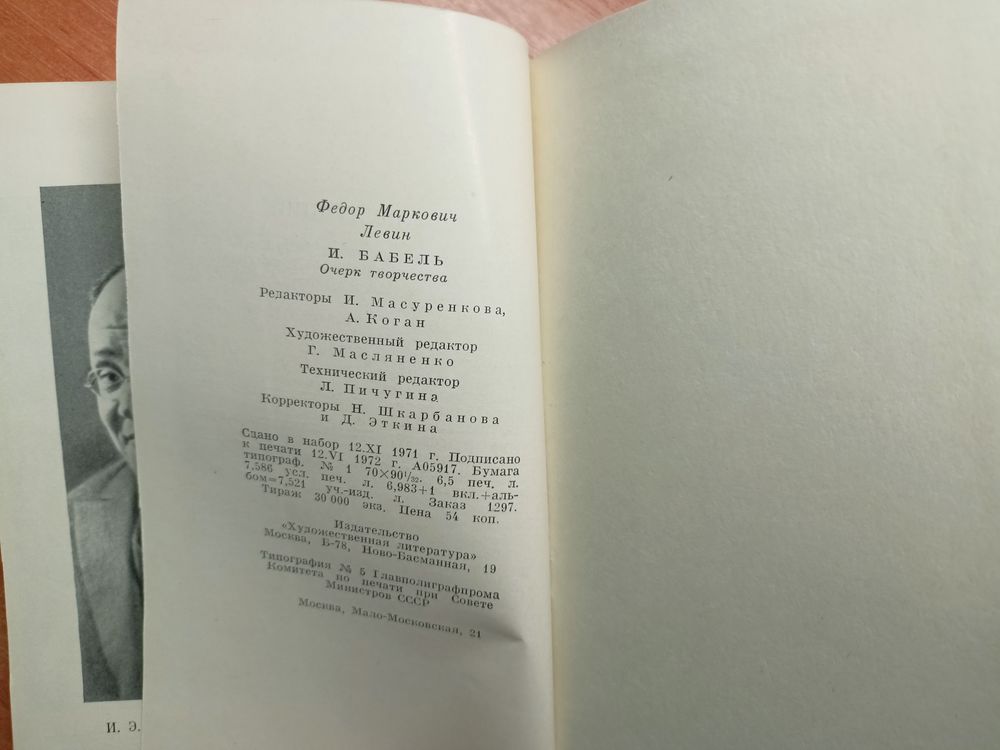 Федор Маркович
Левин
И. БАБЕЛЬ
Очерк творчества
Редакторы И. Масуренкова,
А. Коган
Художественный редактор
Г. Масляненко
Технический редактор
Л. Пичугина
Корректоры Н. Шкарбанова
и Д. Эткина
Сдано в набор 12.XI 1971 г. Подписано
к печати 12.VI 1972 г. А05917. Бумага
типограф. № 1 70×90¹/₃₂. 6,5 печ. л.
7,586 усл. печ. л. 6,983+1 вкл.+аль-
бом=7,521 уч.-изд. л. Заказ 1297.
Тираж 30 000 экз. Цена 54 коп.
Издательство
«Художественная литература»
Москва, Б-78, Ново-Басманная, 19
Типография № 5 Главполиграфпрома
Комитета по печати при Совете
Министров СССР
Москва, Мало-Московская, 21
И. Э.